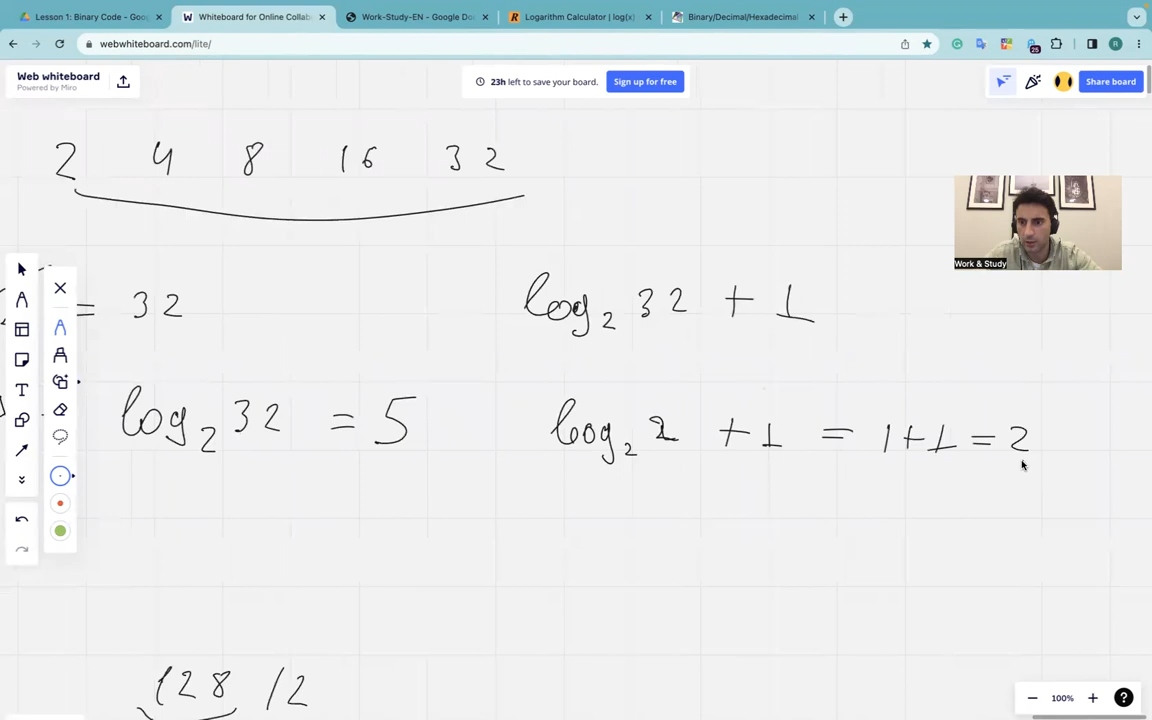 Lesson 1: Binary Code - Goog
Whiteboard for Online Collab
Work-Study-EN - Google Do
Logarithm Calculator | log(x)
Binary/Decimal/Hexadecimal
webwhiteboard.com/lite/
25
R
Web whiteboard
Powered by Miro
23h left to save your board.
Sign up for free
Share board
2 4 8 16 32
Work & Study
= 32
log₂ 32 + 1
T
log₂ 32 = 5
log₂ 2 + 1 = 1 + 1 = 2
128 /2
100%